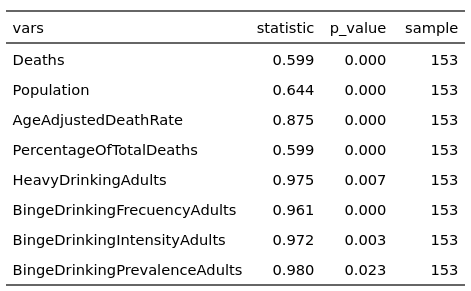 vars statistic p_value sample
Deaths 0.599 0.000 153
Population 0.644 0.000 153
AgeAdjustedDeathRate 0.875 0.000 153
PercentageOfTotalDeaths 0.599 0.000 153
HeavyDrinkingAdults 0.975 0.007 153
BingeDrinkingFrecuencyAdults 0.961 0.000 153
BingeDrinkingIntensityAdults 0.972 0.003 153
BingeDrinkingPrevalenceAdults 0.980 0.023 153